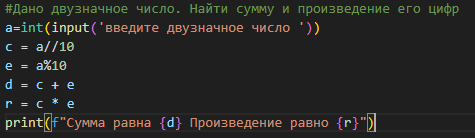 #Дано двузначное число. Найти сумму и произведение его цифр
a=int(input('введите двузначное число '))
c = a//10
e = a%10
d = c + e
r = c * e
print(f"Сумма равна {d} Произведение равно {r}")